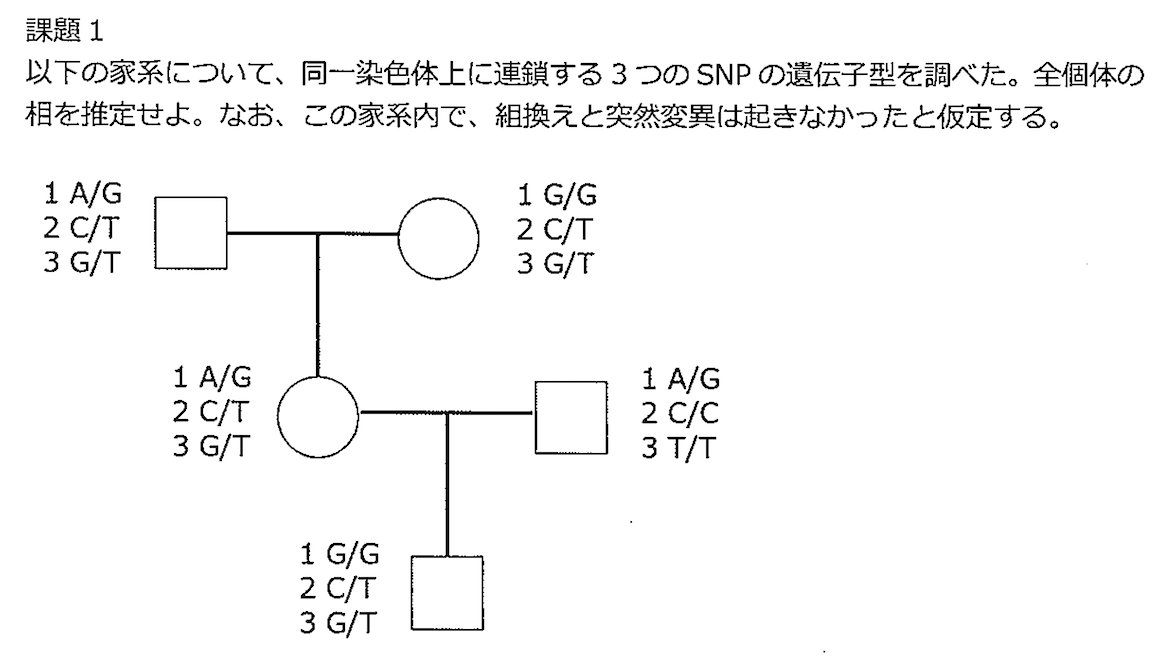 課題1
以下の家系について、同一染色体上に連鎖する3つのSNPの遺伝子型を調べた。全個体の
相を推定せよ。なお、この家系内で、組換えと突然変異は起きなかったと仮定する。
1 A/G
2 C/T
3 G/T
1 G/G
2 C/T
3 G/T
1 A/G
2 C/T
3 G/T
1 A/G
2 C/C
3 T/T
1 G/G
2 C/T
3 G/T